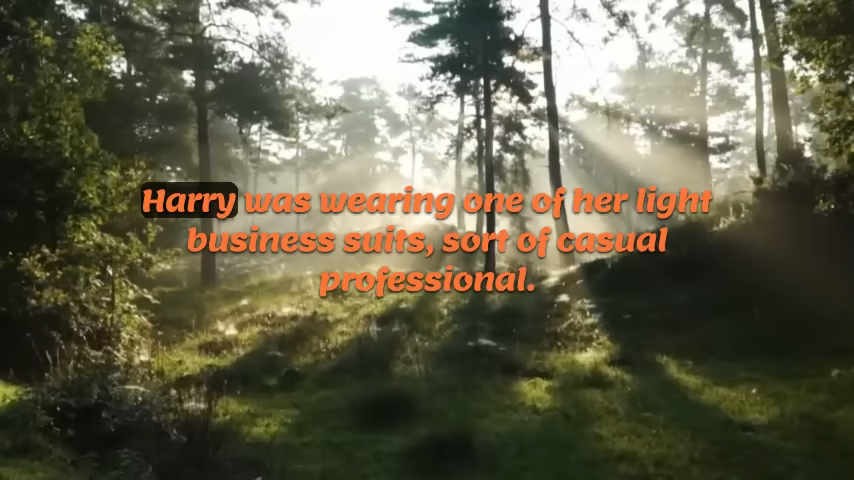 Harry was wearing one of her light
business suits, sort of casual
professional.